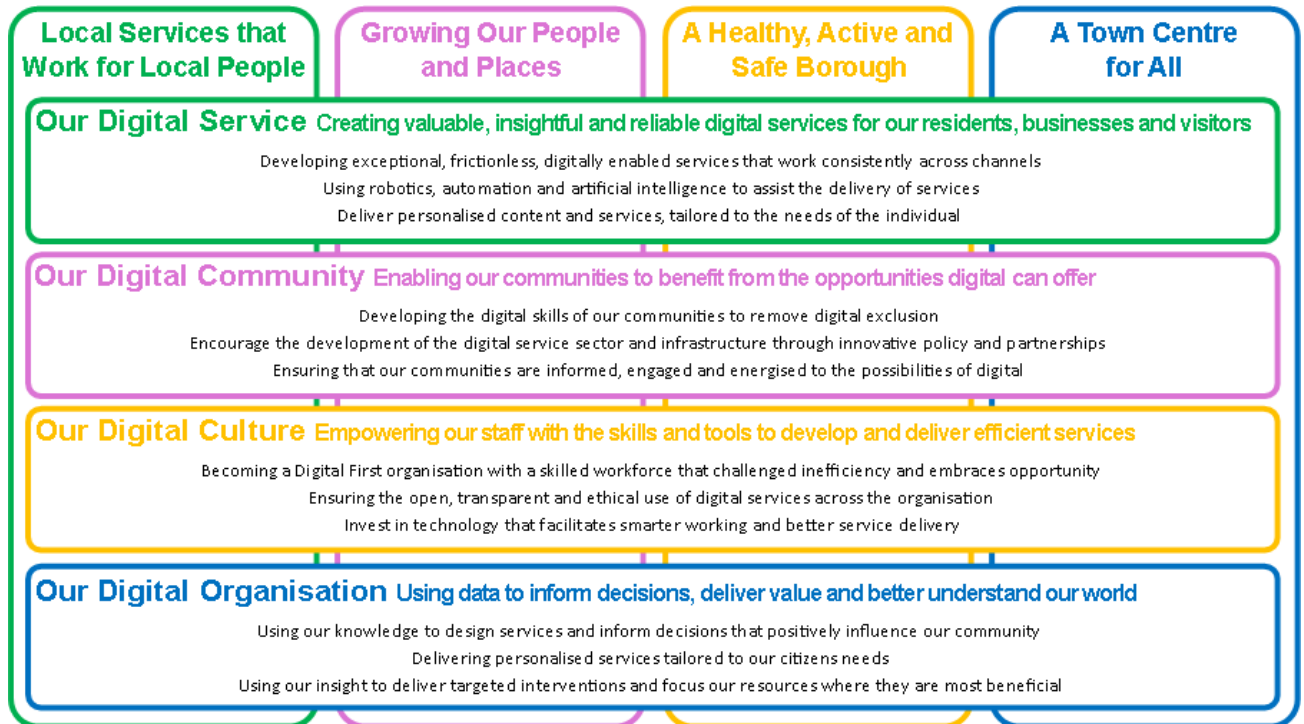 Local Services that
Work for Local People
Growing Our People
and Places
A Healthy, Active and
Safe Borough
A Town Centre
for All
Our Digital Service Creating valuable, insightful and reliable digital services for our residents, businesses and visitors
Developing exceptional, frictionless, digitally enabled services that work consistently across channels
Using robotics, automation and artificial intelligence to assist the delivery of services
Deliver personalised content and services, tailored to the needs of the individual
Our Digital Community Enabling our communities to benefit from the opportunities digital can offer
Developing the digital skills of our communities to remove digital exclusion
Encourage the development of the digital service sector and infrastructure through innovative policy and partnerships
Ensuring that our communities are informed, engaged and energised to the possibilities of digital
Our Digital Culture Empowering our staff with the skills and tools to develop and deliver efficient services
Becoming a Digital First organisation with a skilled workforce that challenged inefficiency and embraces opportunity
Ensuring the open, transparent and ethical use of digital services across the organisation
Invest in technology that facilitates smarter working and better service delivery
Our Digital Organisation Using data to inform decisions, deliver value and better understand our world
Using our knowledge to design services and inform decisions that positively influence our community
Delivering personalised services tailored to our citizens needs
Using our insight to deliver targeted interventions and focus our resources where they are most beneficial